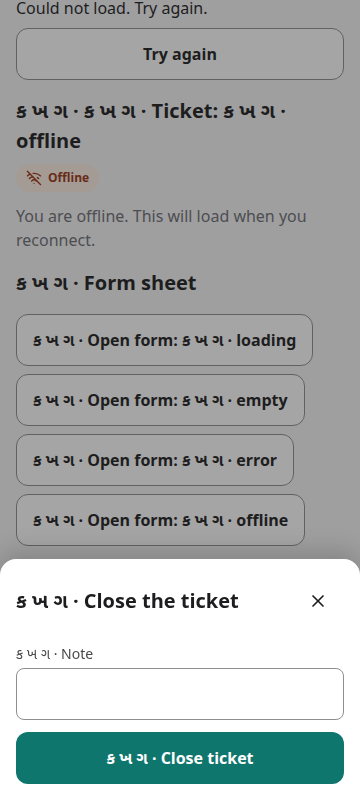 Could not load. Try again.
Try again
ક ખ ગ · ક ખ ગ · Ticket: ક ખ ગ ·
offline
Offline
You are offline. This will load when you
reconnect.
ક ખ ગ · Form sheet
ક ખ ગ · Open form: ક ખ ગ · loading
ક ખ ગ · Open form: ક ખ ગ · empty
ક ખ ગ · Open form: ક ખ ગ · error
ક ખ ગ · Open form: ક ખ ગ · offline
ક ખ ગ · Close the ticket
ક ખ ગ · Note
ક ખ ગ · Close ticket